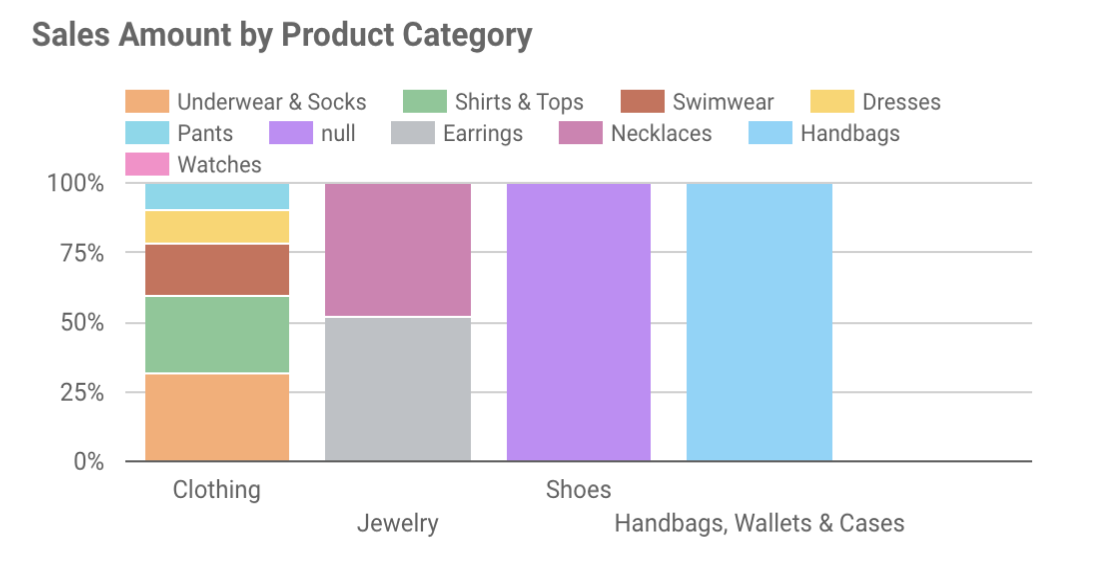 Sales Amount by Product Category
Underwear & Socks Shirts & Tops Swimwear Dresses
Pants null Earrings Necklaces Handbags
Watches
100%
75%
50%
25%
0%
Clothing Shoes
Jewelry Handbags, Wallets & Cases